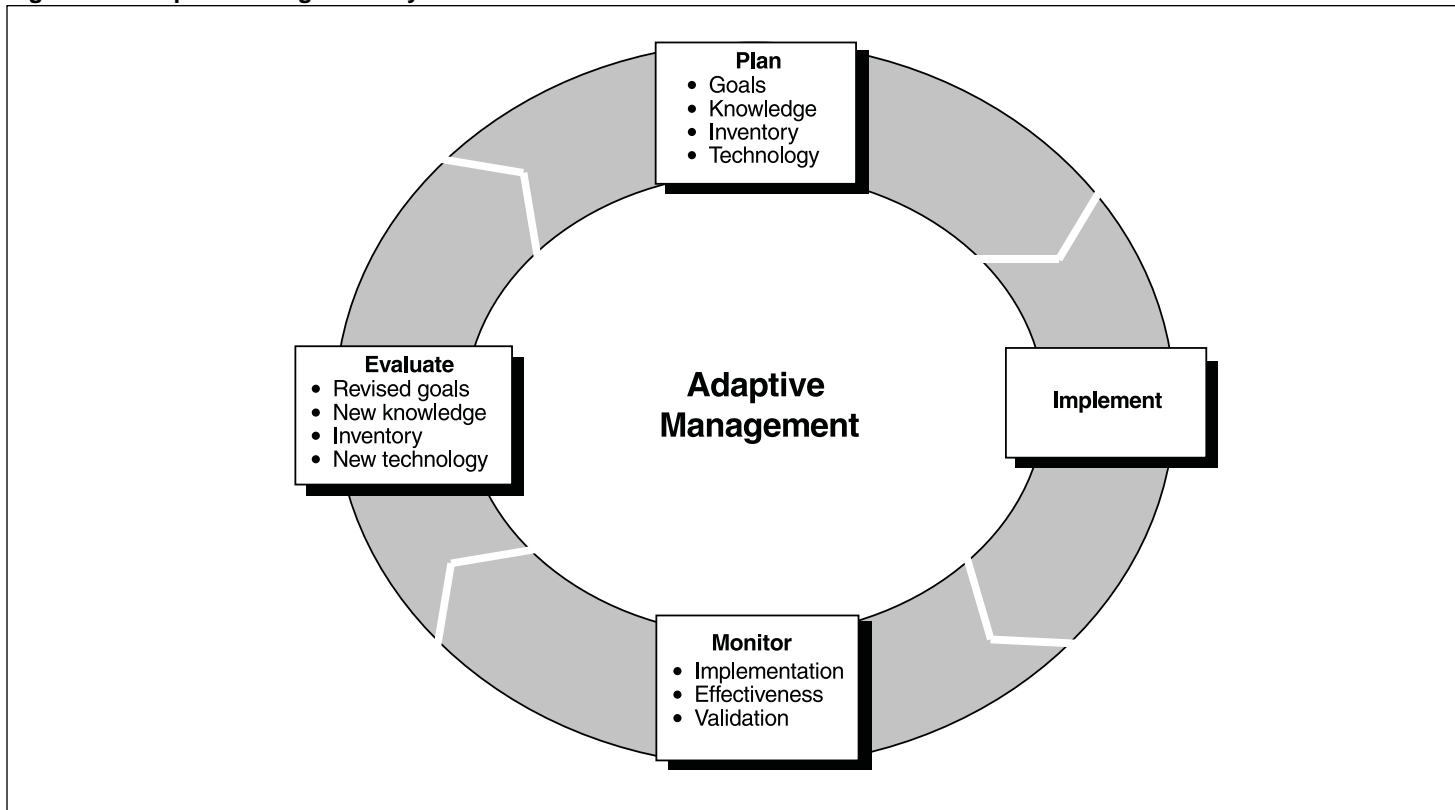 Plan
• Goals
• Knowledge
• Inventory
• Technology
Evaluate
• Revised goals
• New knowledge
• Inventory
• New technology
Adaptive
Management
Implement
Monitor
• Implementation
• Effectiveness
• Validation